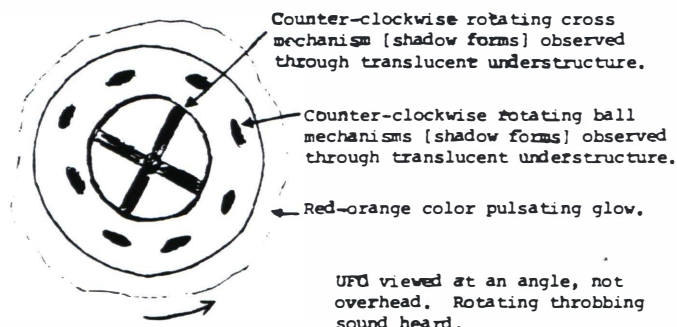 Counter-clockwise rotating cross
mechanism [shadow forms] observed
through translucent understructure.
Counter-clockwise rotating ball
mechanisms [shadow forms] observed
through translucent understructure.
Red-orange color pulsating glow.
UFO viewed at an angle, not
overhead. Rotating throbbing
sound heard.